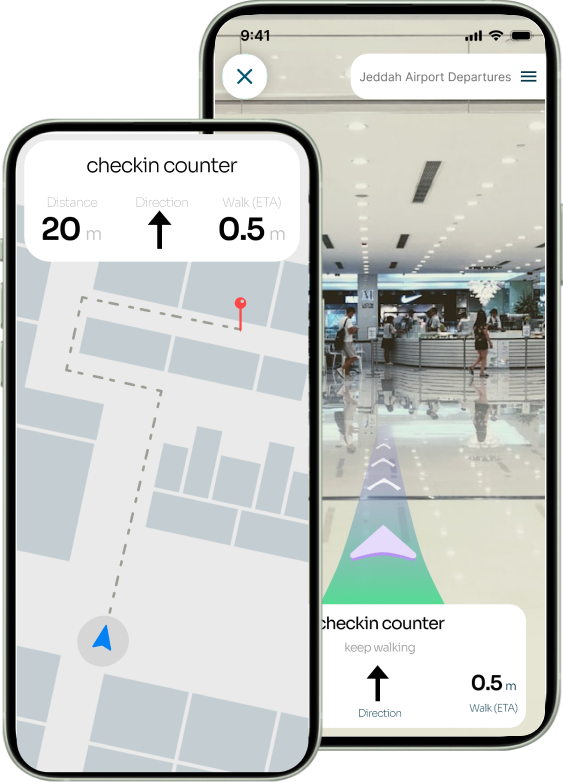 9:41
Jeddah Airport Departures
checkin counter
Distance
Direction
Walk (ETA)
20 m
0.5 m
checkin counter
keep walking
Direction
0.5 m
Walk (ETA)